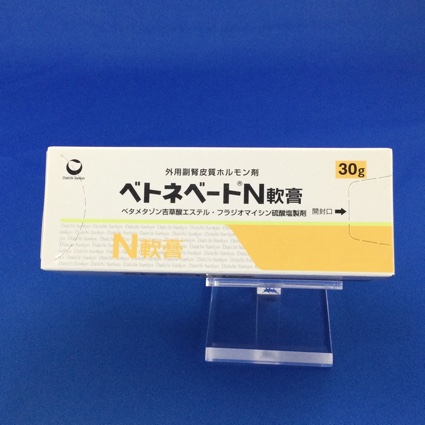 外用副腎皮質ホルモン剤
30g
ベトネベート®N軟膏
ベタメタゾン吉草酸エステル・フラジオマイシン硫酸塩製剤
開封口→
Daiichi-Sankyo
N軟膏